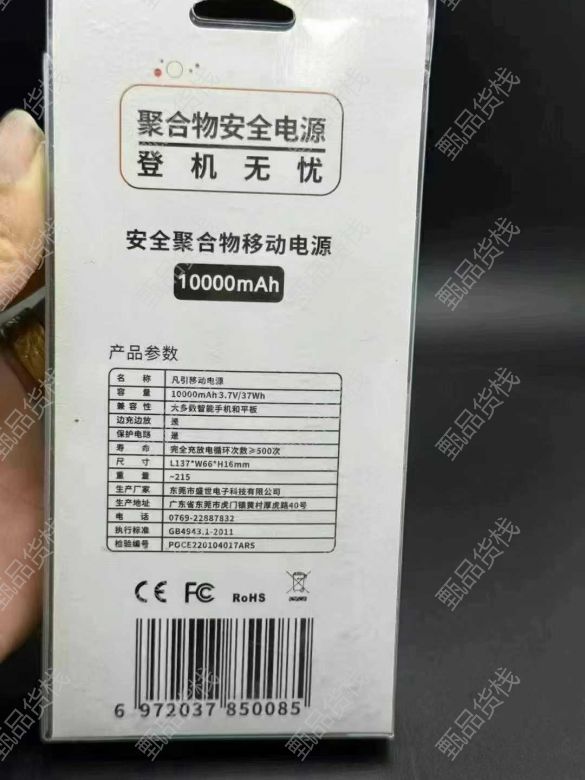 聚合物安全电源
登机无忧
安全聚合物移动电源
10000mAh
产品参数
名 称 凡引移动电源
容 量 10000mAh3.7V/37Wh
兼容性 大多数智能手机和平板
边充边放 是
保护电路 是
寿 命 完全充放电循环次数≥500次
尺 寸 L137*W66*H16mm
重 量 ~215
生产厂家 东莞市盛世电子科技有限公司
生产地址 广东省东莞市虎门镇黄村厚虎路40号
电 话 0769-22887832
执行标准 GB4943.1-2011
检验编号 PGCE220104017ARS
CE FC RoHS
6 972037 850085
甄品货栈